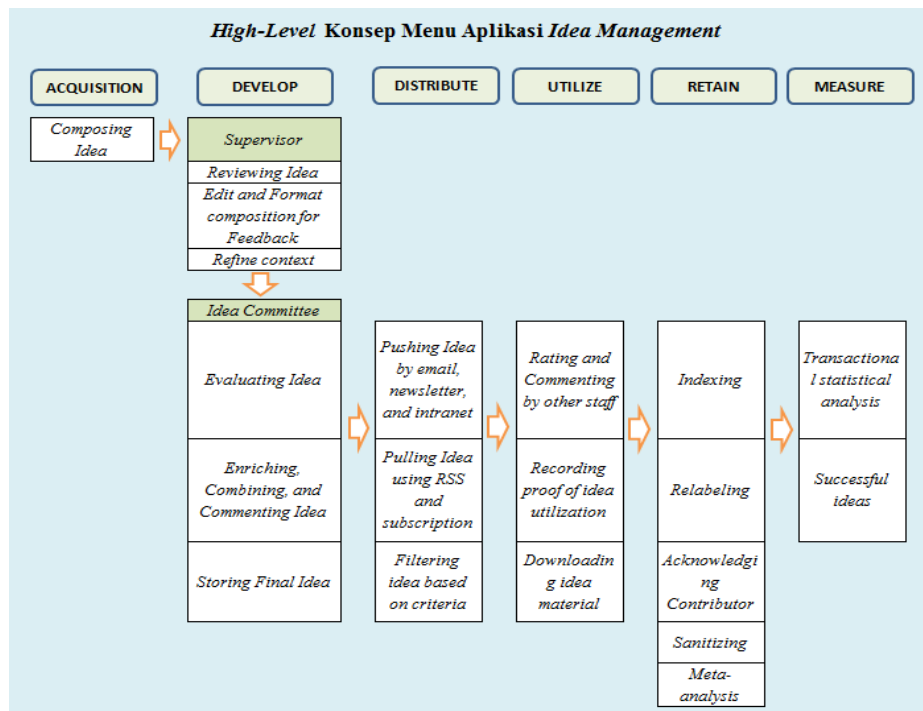 High-Level Konsep Menu Aplikasi Idea Management
ACQUISITION
DEVELOP
DISTRIBUTE
UTILIZE
RETAIN
MEASURE
Composing
Idea
Supervisor
Reviewing Idea
Edit and Format
composition for
Feedback
Refine context
Idea Committee
Evaluating Idea
Enriching,
Combining, and
Commenting Idea
Storing Final Idea
Pushing Idea
by email,
newsletter,
and intranet
Pulling Idea
using RSS
and
subscription
Filtering
idea based
on criteria
Rating and
Commenting
by other staff
Recording
proof of idea
utilization
Downloadin
g idea
material
Indexing
Relabeling
Acknowledgi
ng
Contributor
Sanitizing
Meta-
analysis
Transactiona
l statistical
analysis
Successful
ideas